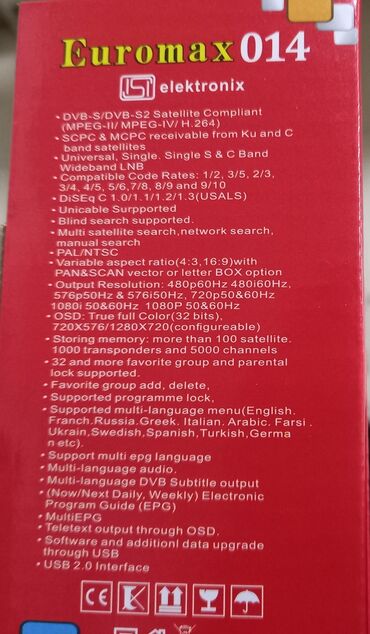 Euromax 014
elektronix
• DVB-S/DVB-S2 Satellite Compliant
(MPEG-II/ MPEG-IV/ H.264)
• SCPC & MCPC receivable from Ku and C
band satellites
• Universal, Single. Single S & C Band
Wideband LNB
• Compatible Code Rates: 1/2, 3/5, 2/3,
3/4, 4/5, 5/6,7/8, 8/9 and 9/10
• DiSEq C 1.0/1.1/1.2/1.3(USALS)
• Unicable Surpported
• Blind search supported.
• Multi satellite search,network search,
manual search
• PAL/NTSC
• Variable aspect ratio(4:3,16:9)with
PAN&SCAN vector or letter BOX option
• Output Resolution: 480p60Hz 480i60Hz,
576p50Hz & 576i50Hz, 720p50&60Hz
1080i 50&60Hz 1080P 50&60Hz
• OSD: True full Color(32 bits),
720X576/1280X720(configureable)
• Storing memory: more than 100 satellite.
1000 transponders and 5000 channels
• 32 and more favorite group and parental
lock supported.
• Favorite group add, delete,
• Supported programme lock,
• Supported multi-language menu(English.
Franch.Russia.Greek. Italian. Arabic. Farsi .
Ukrain,Swedish,Spanish,Turkish,Germa
n etc).
• Support multi epg language
• Multi-language audio.
• Multi-language DVB Subtitle output
• (Now/Next Daily, Weekly) Electronic
Program Guide (EPG)
• MultiEPG
• Teletext output through OSD.
• Software and additionl data upgrade
through USB
• USB 2.0 Interface
CE